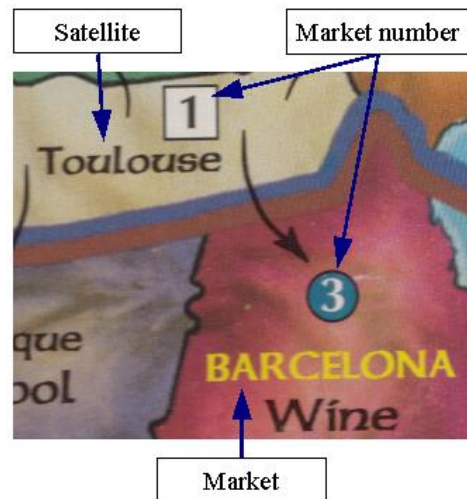 Satellite
Market number
1
Toulouse
3
que
ool
BARCELONA
Wine
Market